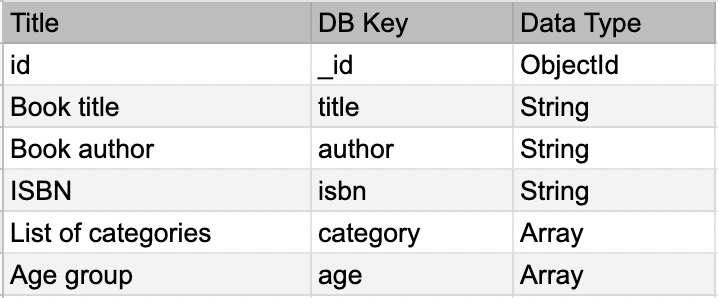 Title DB Key Data Type
id _id ObjectId
Book title title String
Book author author String
ISBN isbn String
List of categories category Array
Age group age Array